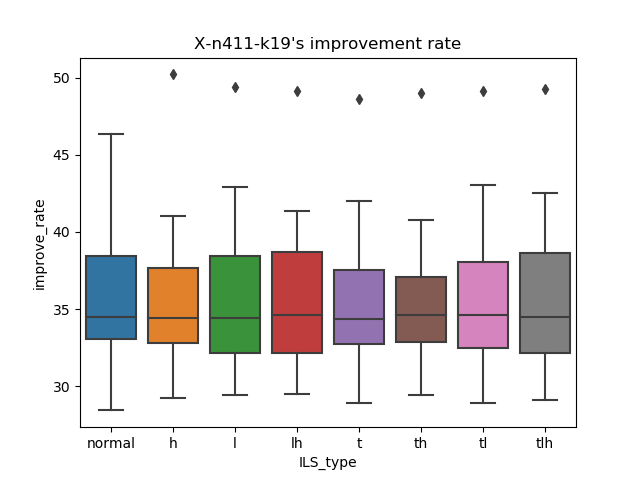 X-n411-k19's improvement rate
50
45
40
35
30
improve_rate
normal h l lh t th tl tlh
ILS_type